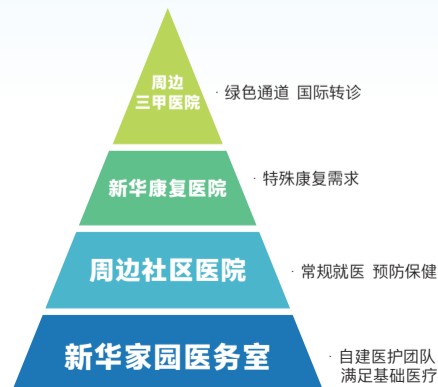 周边
三甲医院
· 绿色通道 国际转诊
新华康复医院
· 特殊康复需求
周边社区医院
· 常规就医 预防保健
新华家园医务室
· 自建医护团队
满足基础医疗